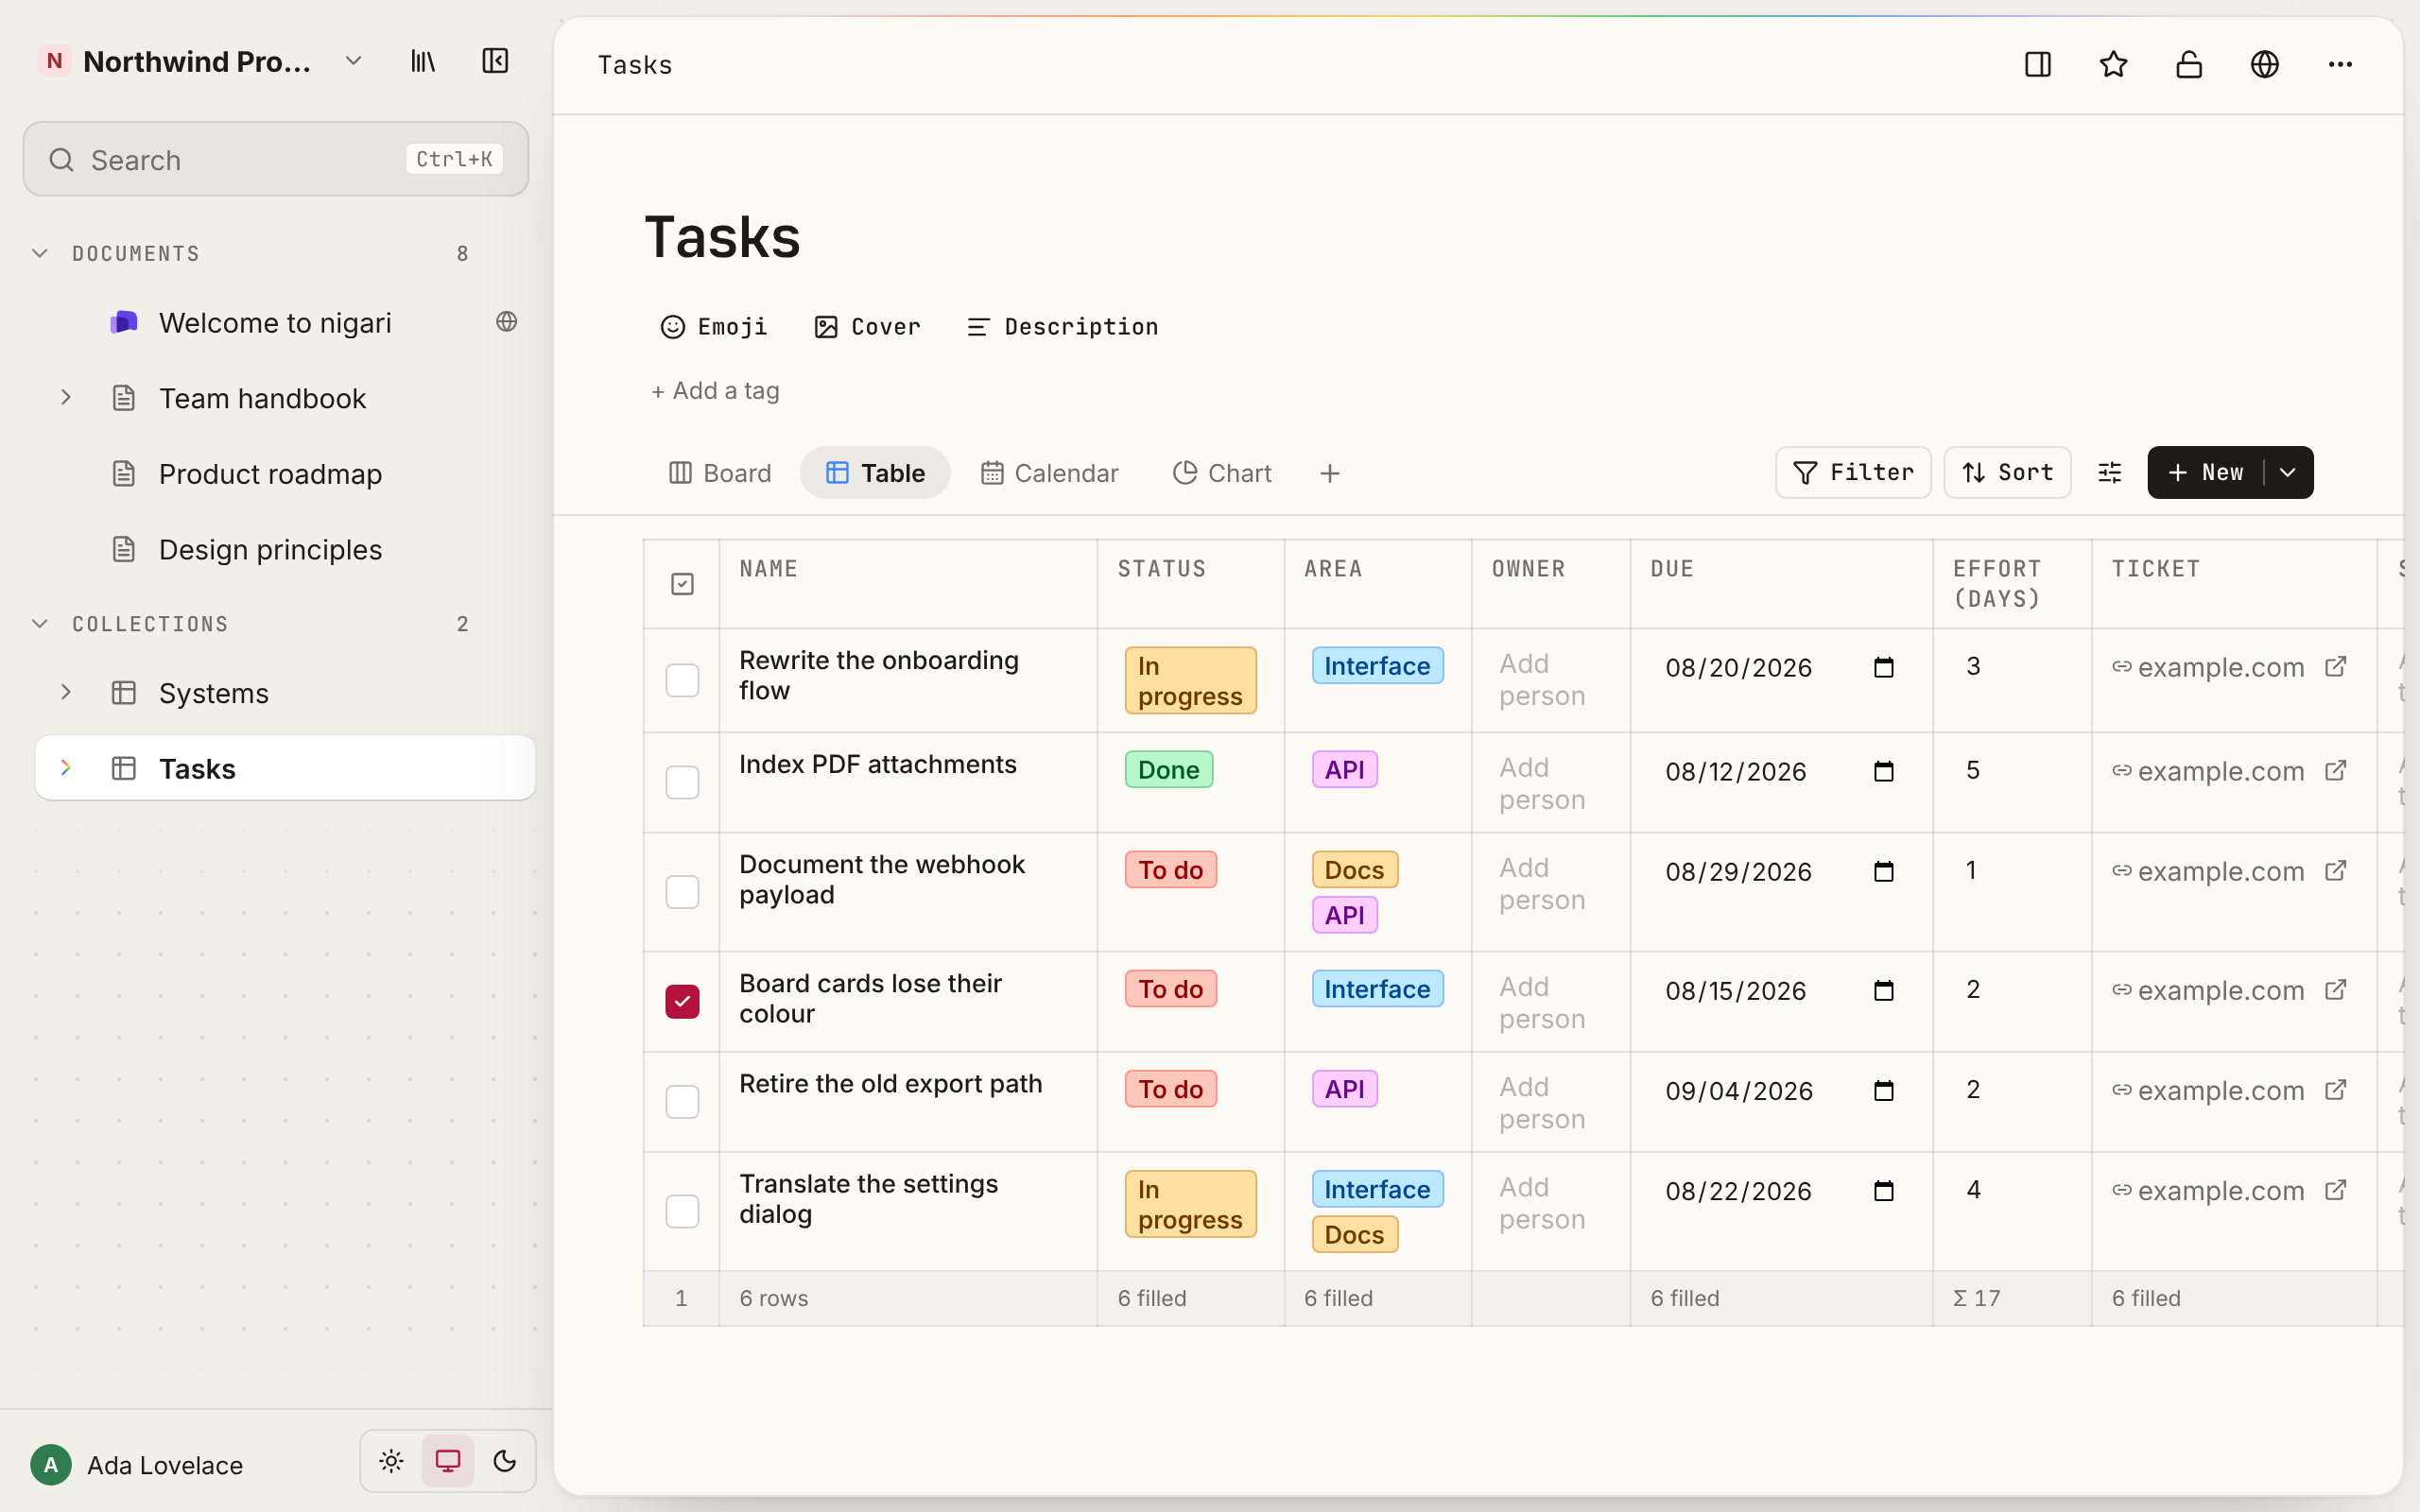 N Northwind Pro...
Search Ctrl+K
DOCUMENTS 8
Welcome to nigari
Team handbook
Product roadmap
Design principles
COLLECTIONS 2
Systems
Tasks
A Ada Lovelace
Tasks
Tasks
Emoji Cover Description
+ Add a tag
Board Table Calendar Chart +
Filter Sort + New
NAME STATUS AREA OWNER DUE EFFORT (DAYS) TICKET
Rewrite the onboarding flow In progress Interface Add person 08/20/2026 3 example.com
Index PDF attachments Done API Add person 08/12/2026 5 example.com
Document the webhook payload To do Docs API Add person 08/29/2026 1 example.com
Board cards lose their colour To do Interface Add person 08/15/2026 2 example.com
Retire the old export path To do API Add person 09/04/2026 2 example.com
Translate the settings dialog In progress Interface Docs Add person 08/22/2026 4 example.com
1 6 rows 6 filled 6 filled 6 filled Σ 17 6 filled